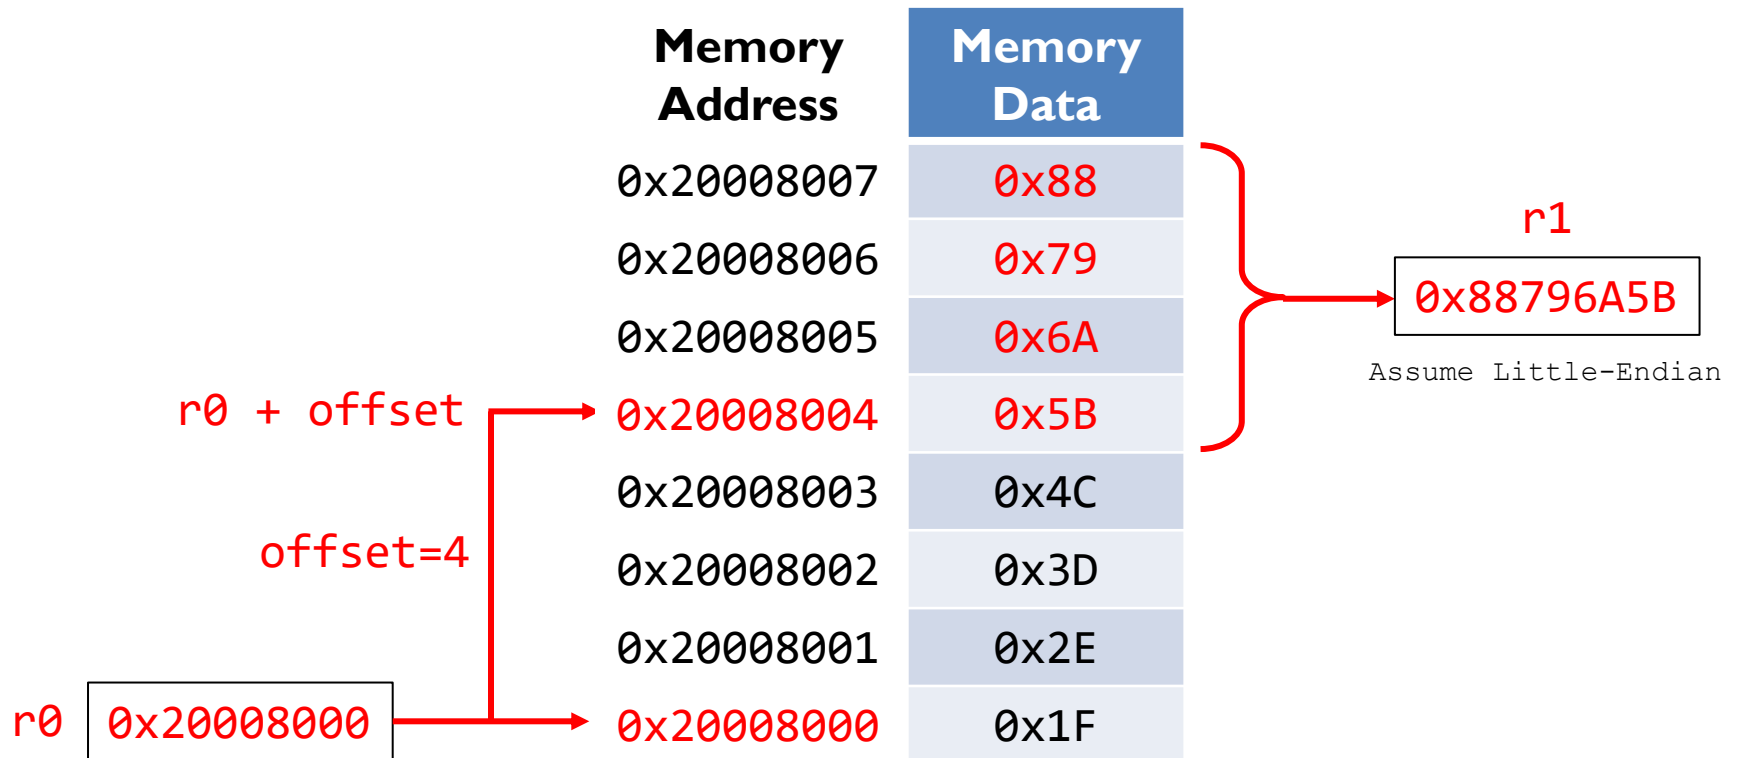 Memory Address
Memory Data
0x20008007 0x88
r1
0x20008006 0x79
0x88796A5B
0x20008005 0x6A
Assume Little-Endian
r0 + offset 0x20008004 0x5B
0x20008003 0x4C
offset=4
0x20008002 0x3D
0x20008001 0x2E
r0 0x20008000 0x20008000 0x1F